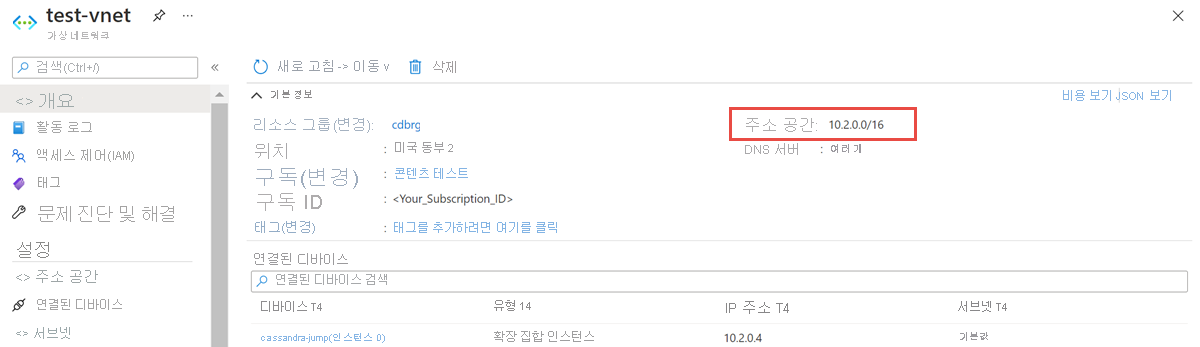 test-vnet
가상 네트워크
검색(Ctrl+/)
«
새로 고침 -> 이동 v
삭제
<> 개요
활동 로그
액세스 제어(IAM)
태그
문제 진단 및 해결
설정
<> 주소 공간
연결된 디바이스
<> 서브넷
기본 정보
비용 보기 JSON 보기
리소스 그룹(변경): cdbrg
위치 : 미국 동부 2
구독(변경) : 콘텐츠 테스트
구독 ID : <Your_Subscription_ID>
태그(변경) : 태그를 추가하려면 여기를 클릭
주소 공간: 10.2.0.0/16
DNS 서버 : 여러개
연결된 디바이스
연결된 디바이스 검색
디바이스 T4 유형 14 IP 주소 T4 서브넷 T4
cassandra-jump(인스턴스 0) 확장 집합 인스턴스 10.2.0.4 기본값